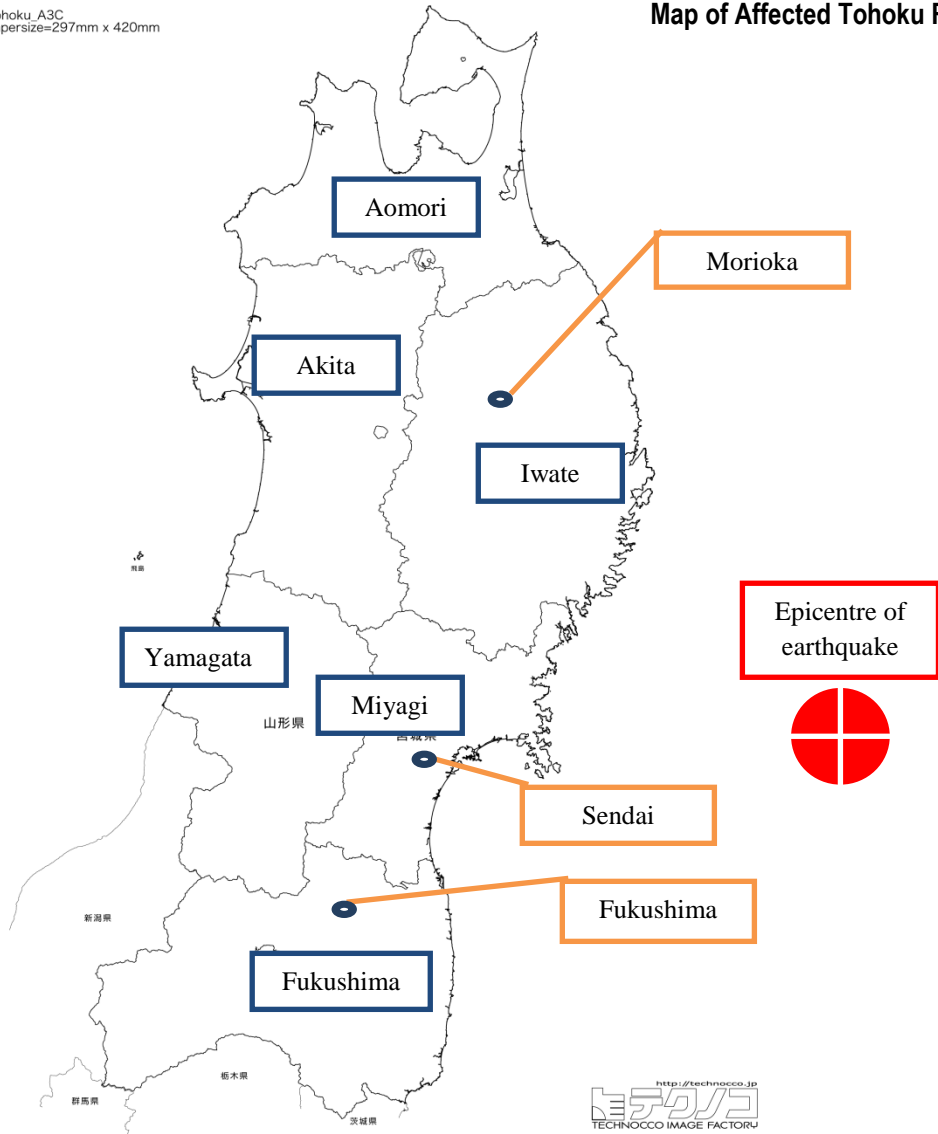 ohoku_A3C
persize=297mm x 420mm
Map of Affected Tohoku
Aomori
Morioka
Akita
Iwate
飛島
Epicentre of
earthquake
Yamagata
Miyagi
山形県
宮城県
Sendai
Fukushima
新潟県
Fukushima
栃木県
群馬県
茨城県
http://technocco.jp
テクノコ
TECHNOCCO IMAGE FACTORY